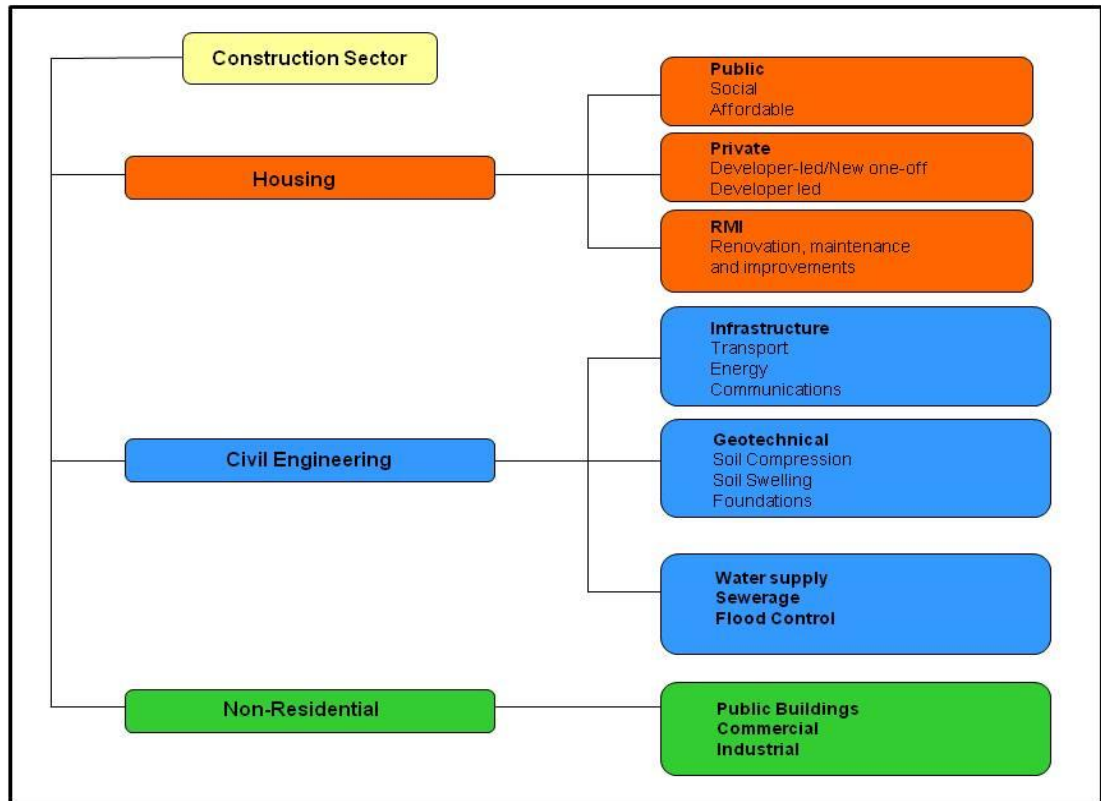 Construction Sector
Public
Social
Affordable
Housing
Private
Developer-led/New one-off
Developer led
RMI
Renovation, maintenance
and improvements
Infrastructure
Transport
Energy
Communications
Civil Engineering
Geotechnical
Soil Compression
Soil Swelling
Foundations
Water supply
Sewerage
Flood Control
Non-Residential
Public Buildings
Commercial
Industrial